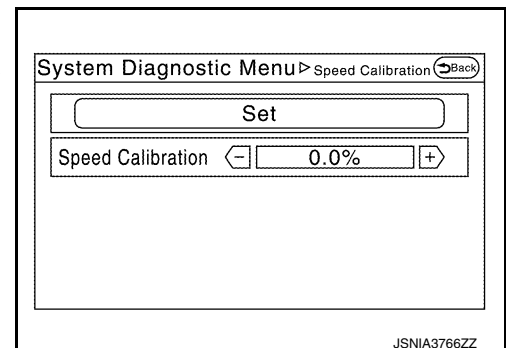 System Diagnostic Menu▷Speed Calibration Back
Set
Speed Calibration - 0.0% +
JSNIA3766ZZ